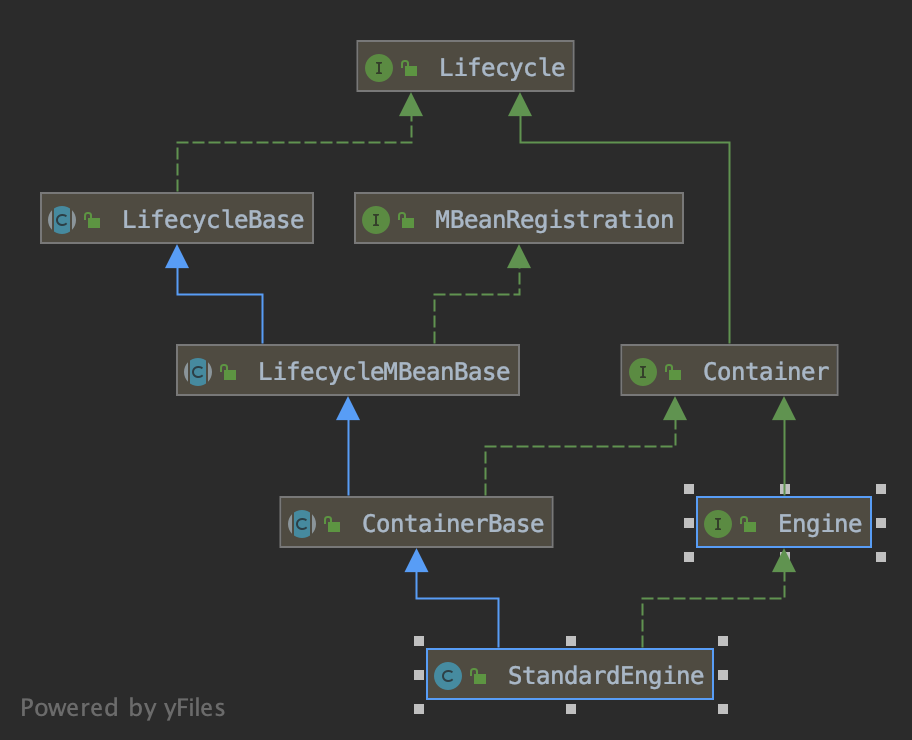 I Lifecycle
C LifecycleBase
I MBeanRegistration
C LifecycleMBeanBase
I Container
C ContainerBase
I Engine
C StandardEngine
Powered by yFiles